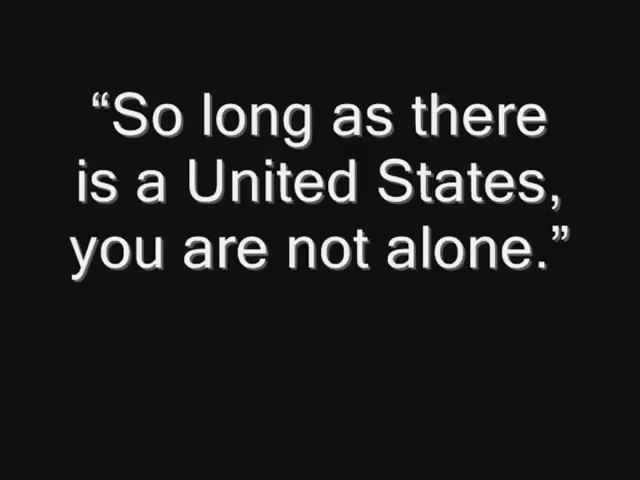 “So long as there
is a United States,
you are not alone.”